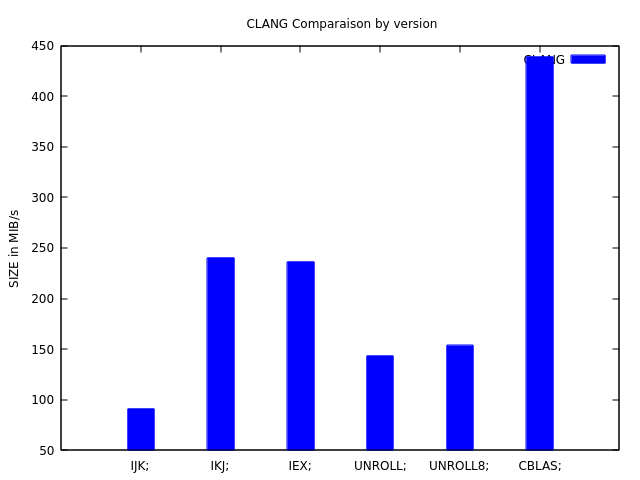 CLANG Comparaison by version
450
400
350
300
250
200
150
100
50
SIZE in MIB/s
CLANG
IJK; IKJ; IEX; UNROLL; UNROLL8; CBLAS;